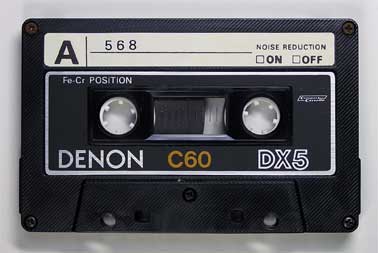 A 568
NOISE REDUCTION
ON OFF
Fe-Cr POSITION
DENON C60 DX5